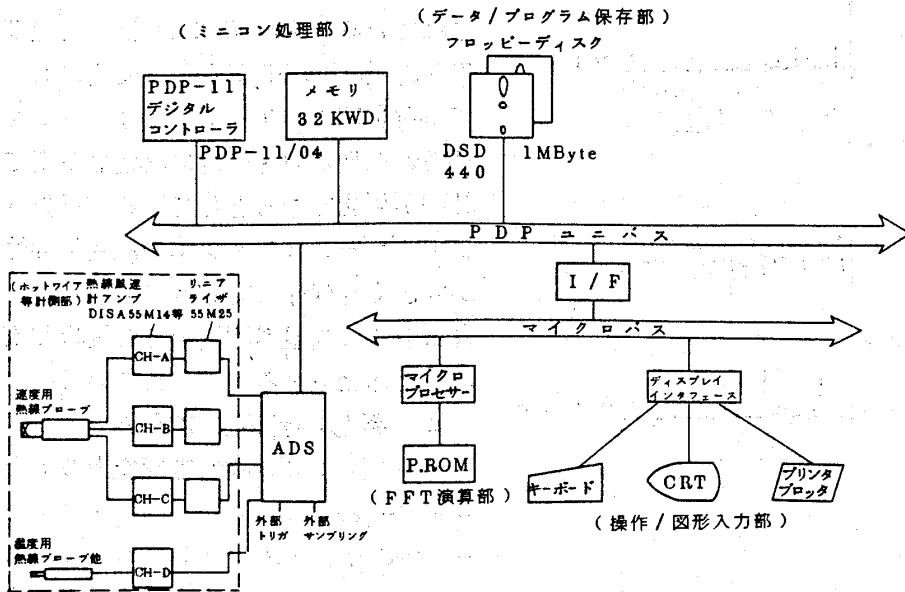 (ミニコン処理部)
(データ/プログラム保存部)
フロッピーディスク
PDP-11
デジタル
コントローラ
メモリ
32KWD
PDP-11/04
DSD
440
1MByte
PDP ユニバス
I/F
マイクロバス
(ホットワイア
等計測部)
熱線風速
計アンプ
DISA55M14等
リニア
ライザ
55M25
CH-A
速度用
熱線プローブ
CH-B
CH-C
ADS
外部
トリガ
外部
サンプリング
温度用
熱線プローブ他
CH-D
マイクロ
プロセサー
P.ROM
(FFT演算部)
ディスプレイ
インタフェース
キーボード
CRT
プリンタ
プロッタ
(操作/図形入力部)